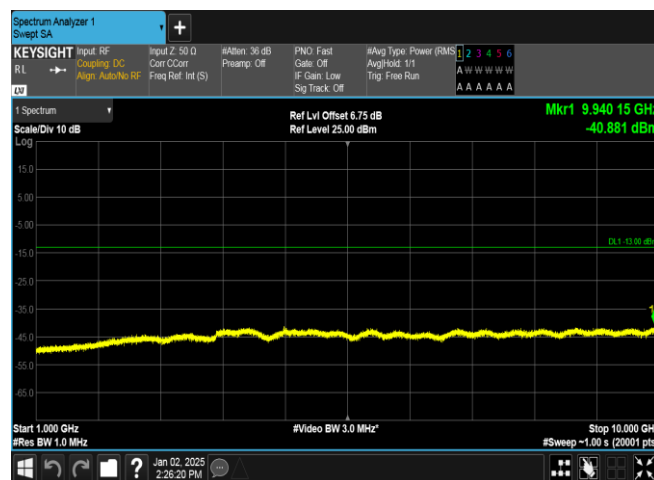 Spectrum Analyzer 1
Swept SA
+
KEYSIGHT
R L
LXI
Input: RF
Coupling: DC
Align: Auto/No RF
Input Z: 50 Ω
Corr CCorr
Freq Ref: Int (S)
#Atten: 36 dB
Preamp: Off
PNO: Fast
Gate: Off
IF Gain: Low
Sig Track: Off
#Avg Type: Power (RMS
Avg|Hold: 1/1
Trig: Free Run
1 2 3 4 5 6
A W W W W W
A A A A A A
1 Spectrum
Scale/Div 10 dB
Log
Ref Lvl Offset 6.75 dB
Ref Level 25.00 dBm
Mkr1 9.940 15 GHz
-40.881 dBm
15.0
5.00
-5.00
-15.0
-25.0
-35.0
-45.0
-55.0
-65.0
DL1 -13.00 dBm
1
Start 1.000 GHz
#Res BW 1.0 MHz
#Video BW 3.0 MHz*
Stop 10.000 GHz
#Sweep ~1.00 s (20001 pts
?
Jan 02, 2025
2:26:20 PM